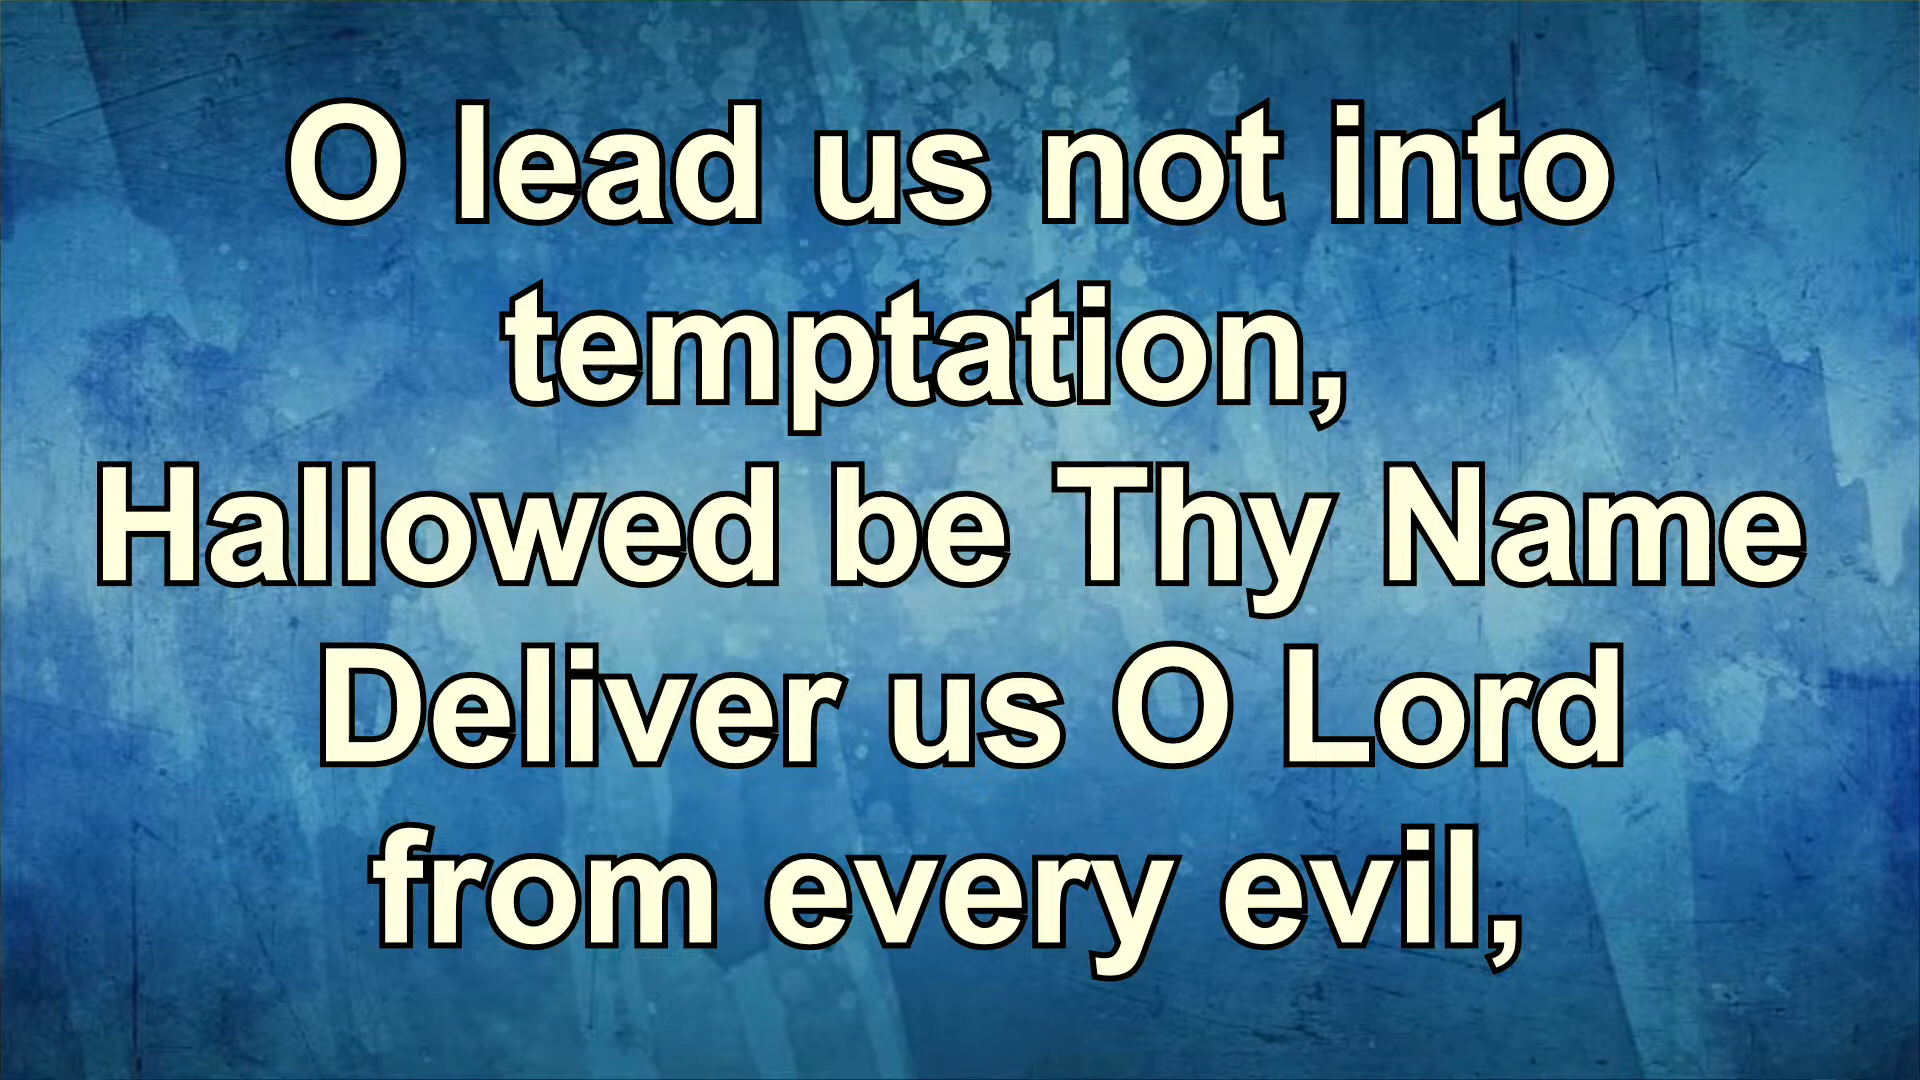 O lead us not into
temptation,
Hallowed be Thy Name
Deliver us O Lord
from every evil,